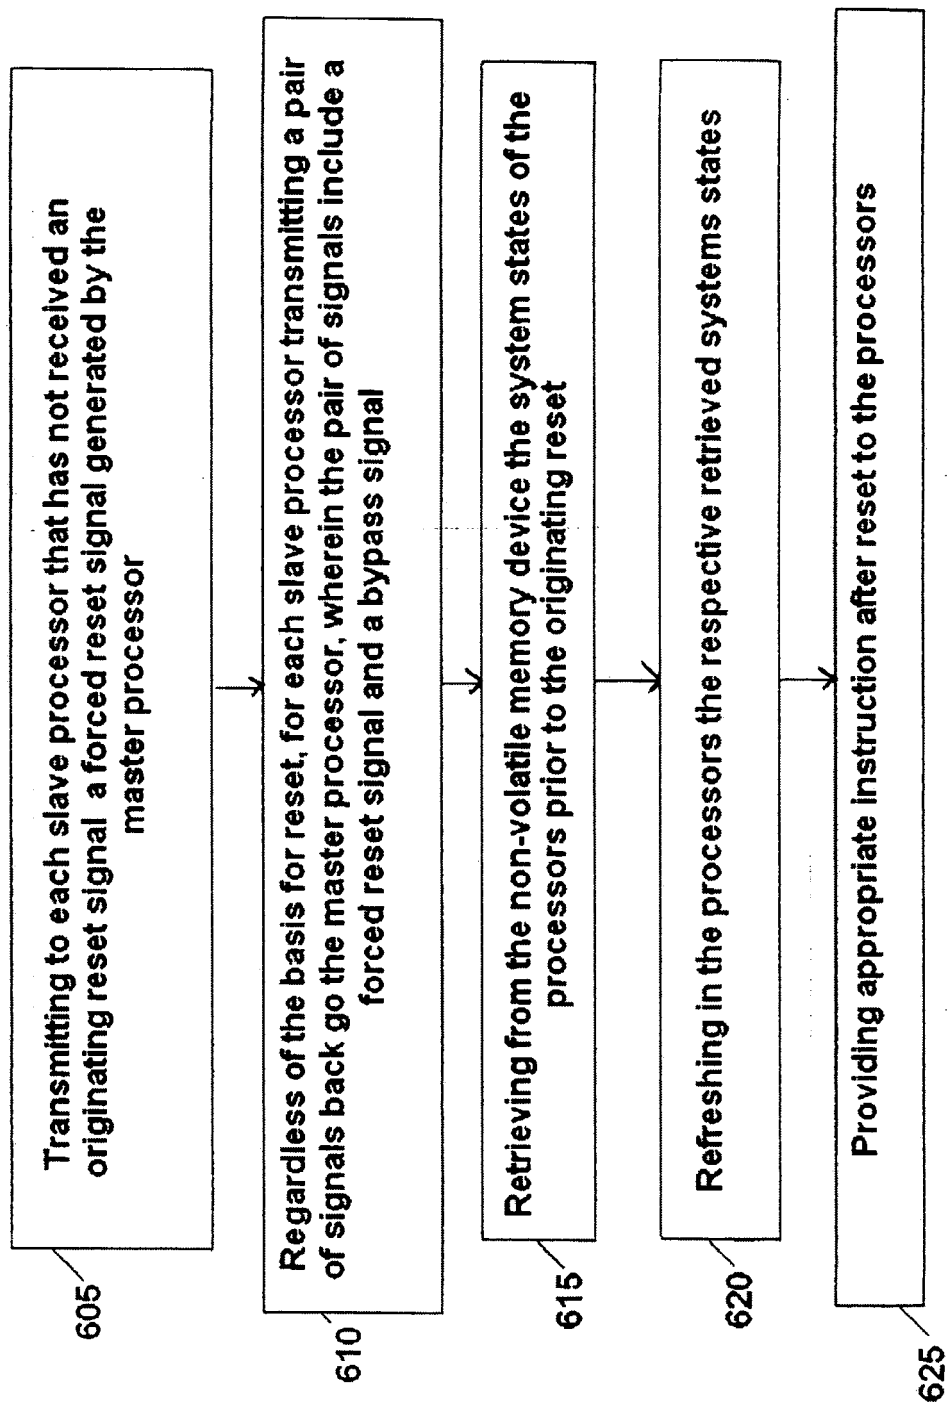 Transmitting to each slave processor that has not received an
originating reset signal a forced reset signal generated by the
master processor
605
Regardless of the basis for reset, for each slave processor transmitting a pair
of signals back go the master processor, wherein the pair of signals include a
forced reset signal and a bypass signal
610
Retrieving from the non-volatile memory device the system states of the
processors prior to the originating reset
615
Refreshing in the processors the respective retrieved systems states
620
Providing appropriate instruction after reset to the processors
625